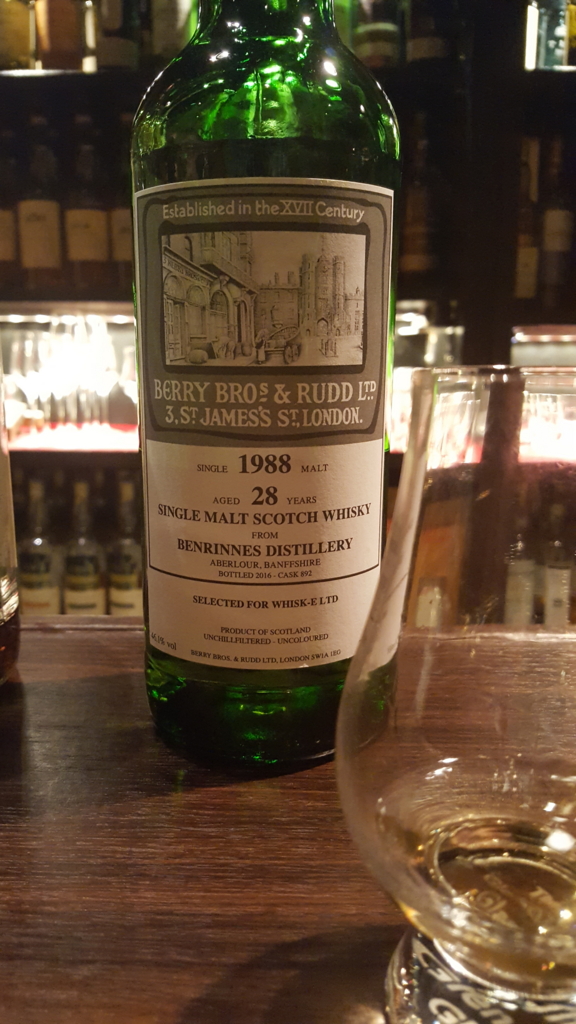 Established in the XVII Century
BERRY BROS & RUDD LTD.
3, ST JAMES'S ST, LONDON.
SINGLE 1988 MALT
AGED 28 YEARS
SINGLE MALT SCOTCH WHISKY
FROM
BENRINNES DISTILLERY
ABERLOUR, BANFFSHIRE
BOTTLED 2016 - CASK 892
SELECTED FOR WHISK-E LTD
PRODUCT OF SCOTLAND
UNCHILLFILTERED - UNCOLOURED
BERRY BROS. & RUDD LTD, LONDON SW1A 1EG
% vol